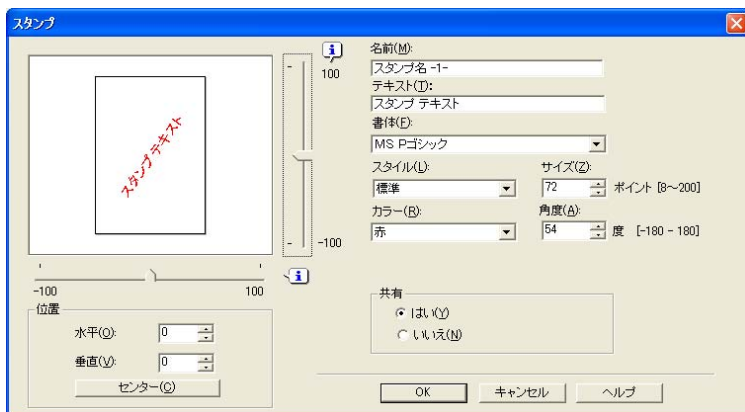 スタンプ
スタンプ テキスト
100
-100
-100
100
位置
水平(O):
0
垂直(V):
0
センター(C)
名前(M):
スタンプ名 -1-
テキスト(T):
スタンプ テキスト
書体(F):
MS Pゴシック
スタイル(L):
標準
サイズ(Z):
72
ポイント [8～200]
カラー(R):
赤
角度(A):
54
度 [-180 - 180]
共有
はい(Y)
いいえ(N)
OK
キャンセル
ヘルプ